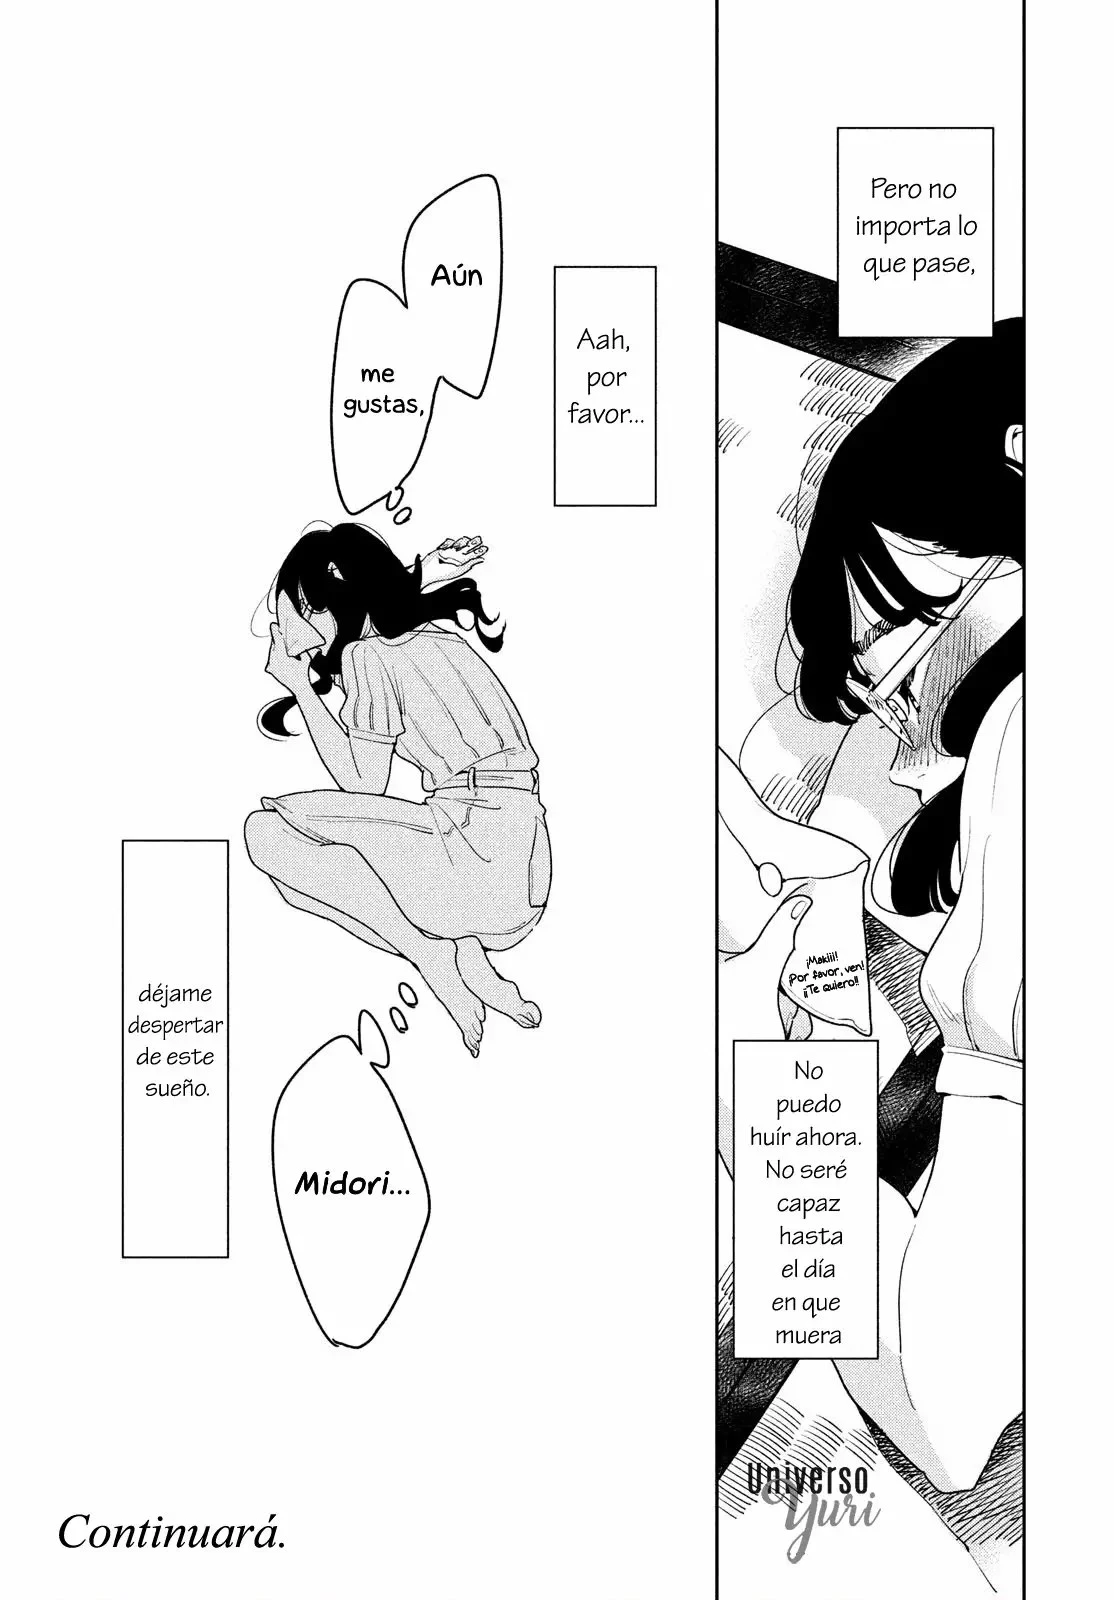 Pero no
importa lo
que pase,
¡Makiii!
¡Por favor, ven!
¡¡Te quiero!!
No
puedo
huír ahora.
No seré
capaz
hasta
el día
en que
muera
Aah,
por
favor...
Aún
me
gustas,
Midori...
déjame
despertar
de este
sueño.
Continuará.
Universo
Yuri